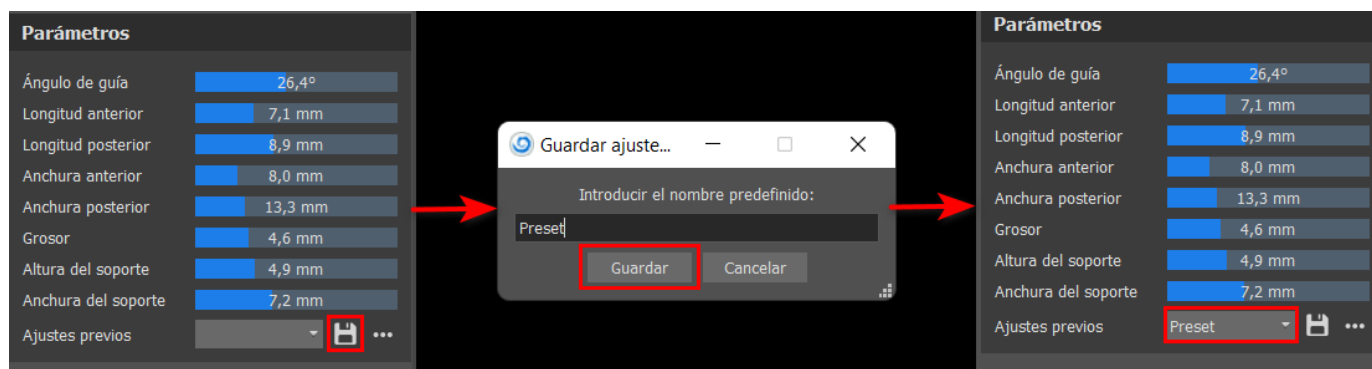 Parámetros
Ángulo de guía 26,4º
Longitud anterior 7,1 mm
Longitud posterior 8,9 mm
Anchura anterior 8,0 mm
Anchura posterior 13,3 mm
Grosor 4,6 mm
Altura del soporte 4,9 mm
Anchura del soporte 7,2 mm
Ajustes previos
Guardar ajuste...
Introducir el nombre predefinido:
Preset
Guardar Cancelar
Parámetros
Ángulo de guía 26,4º
Longitud anterior 7,1 mm
Longitud posterior 8,9 mm
Anchura anterior 8,0 mm
Anchura posterior 13,3 mm
Grosor 4,6 mm
Altura del soporte 4,9 mm
Anchura del soporte 7,2 mm
Ajustes previos Preset